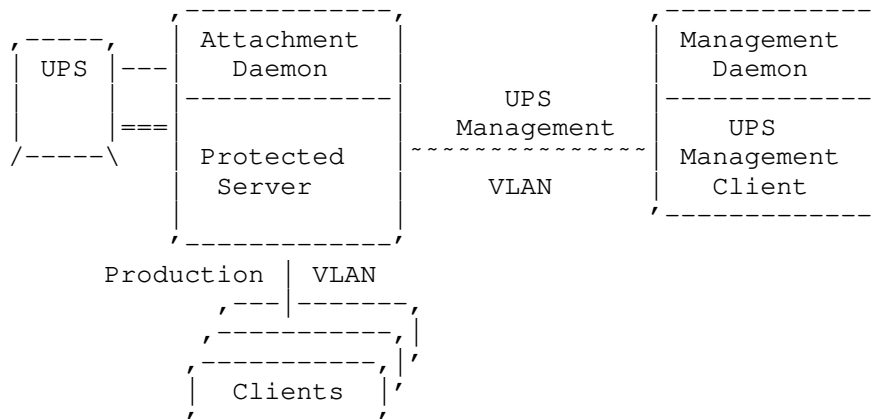 Attachment Management
UPS Daemon Daemon
UPS
Management UPS
Protected Management
Server VLAN Client
Production VLAN
Clients